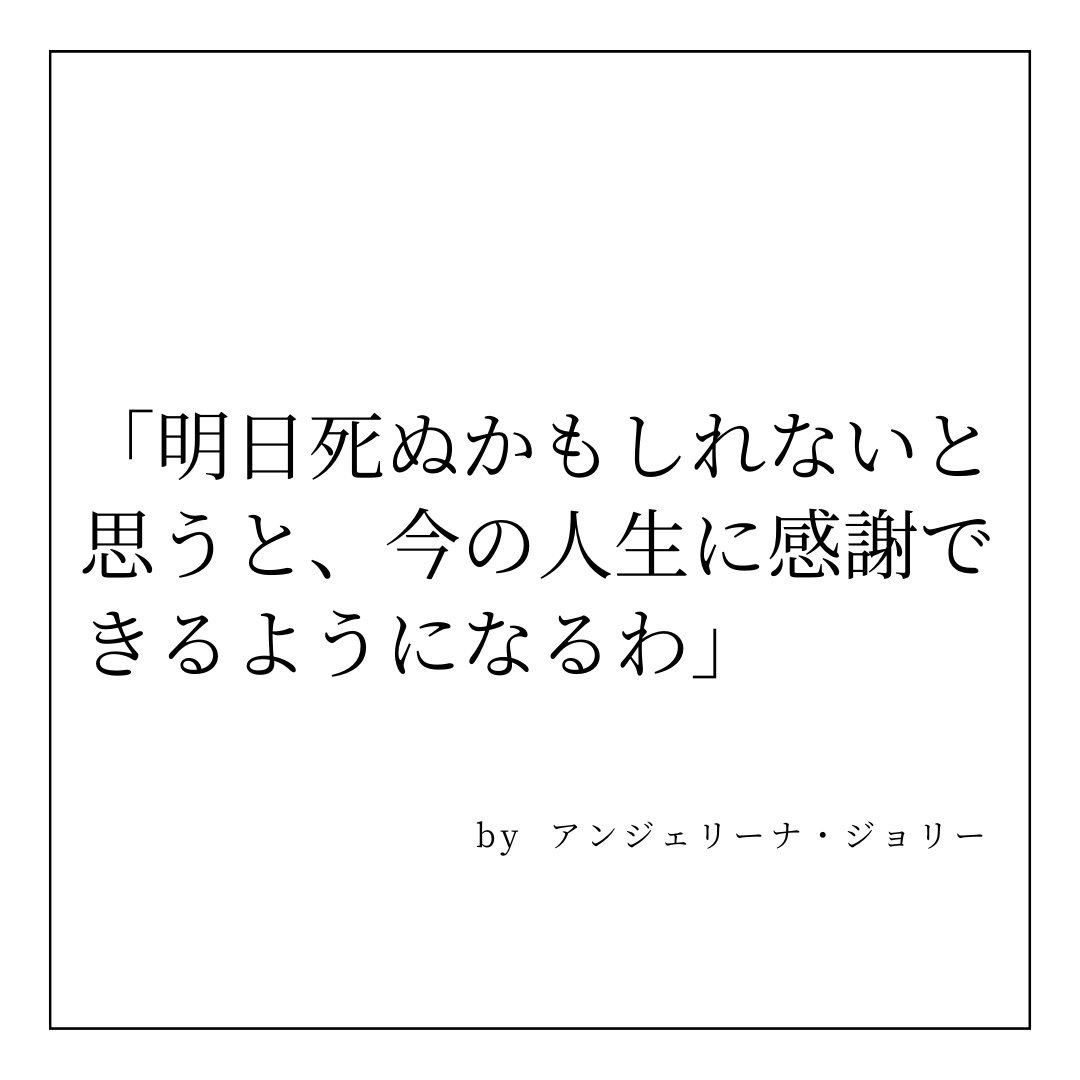 「明日死ぬかもしれないと
思うと、今の人生に感謝で
きるようになるわ」
by アンジェリーナ・ジョリー